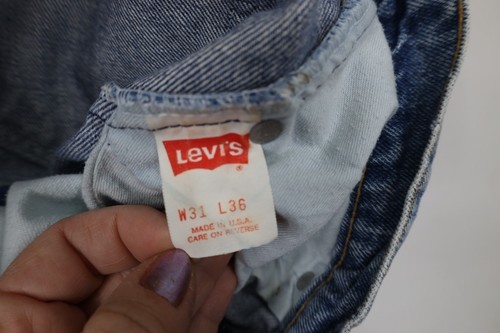 LEVI'S
®
W31 L36
MADE IN U.S.A.
CARE ON REVERSE